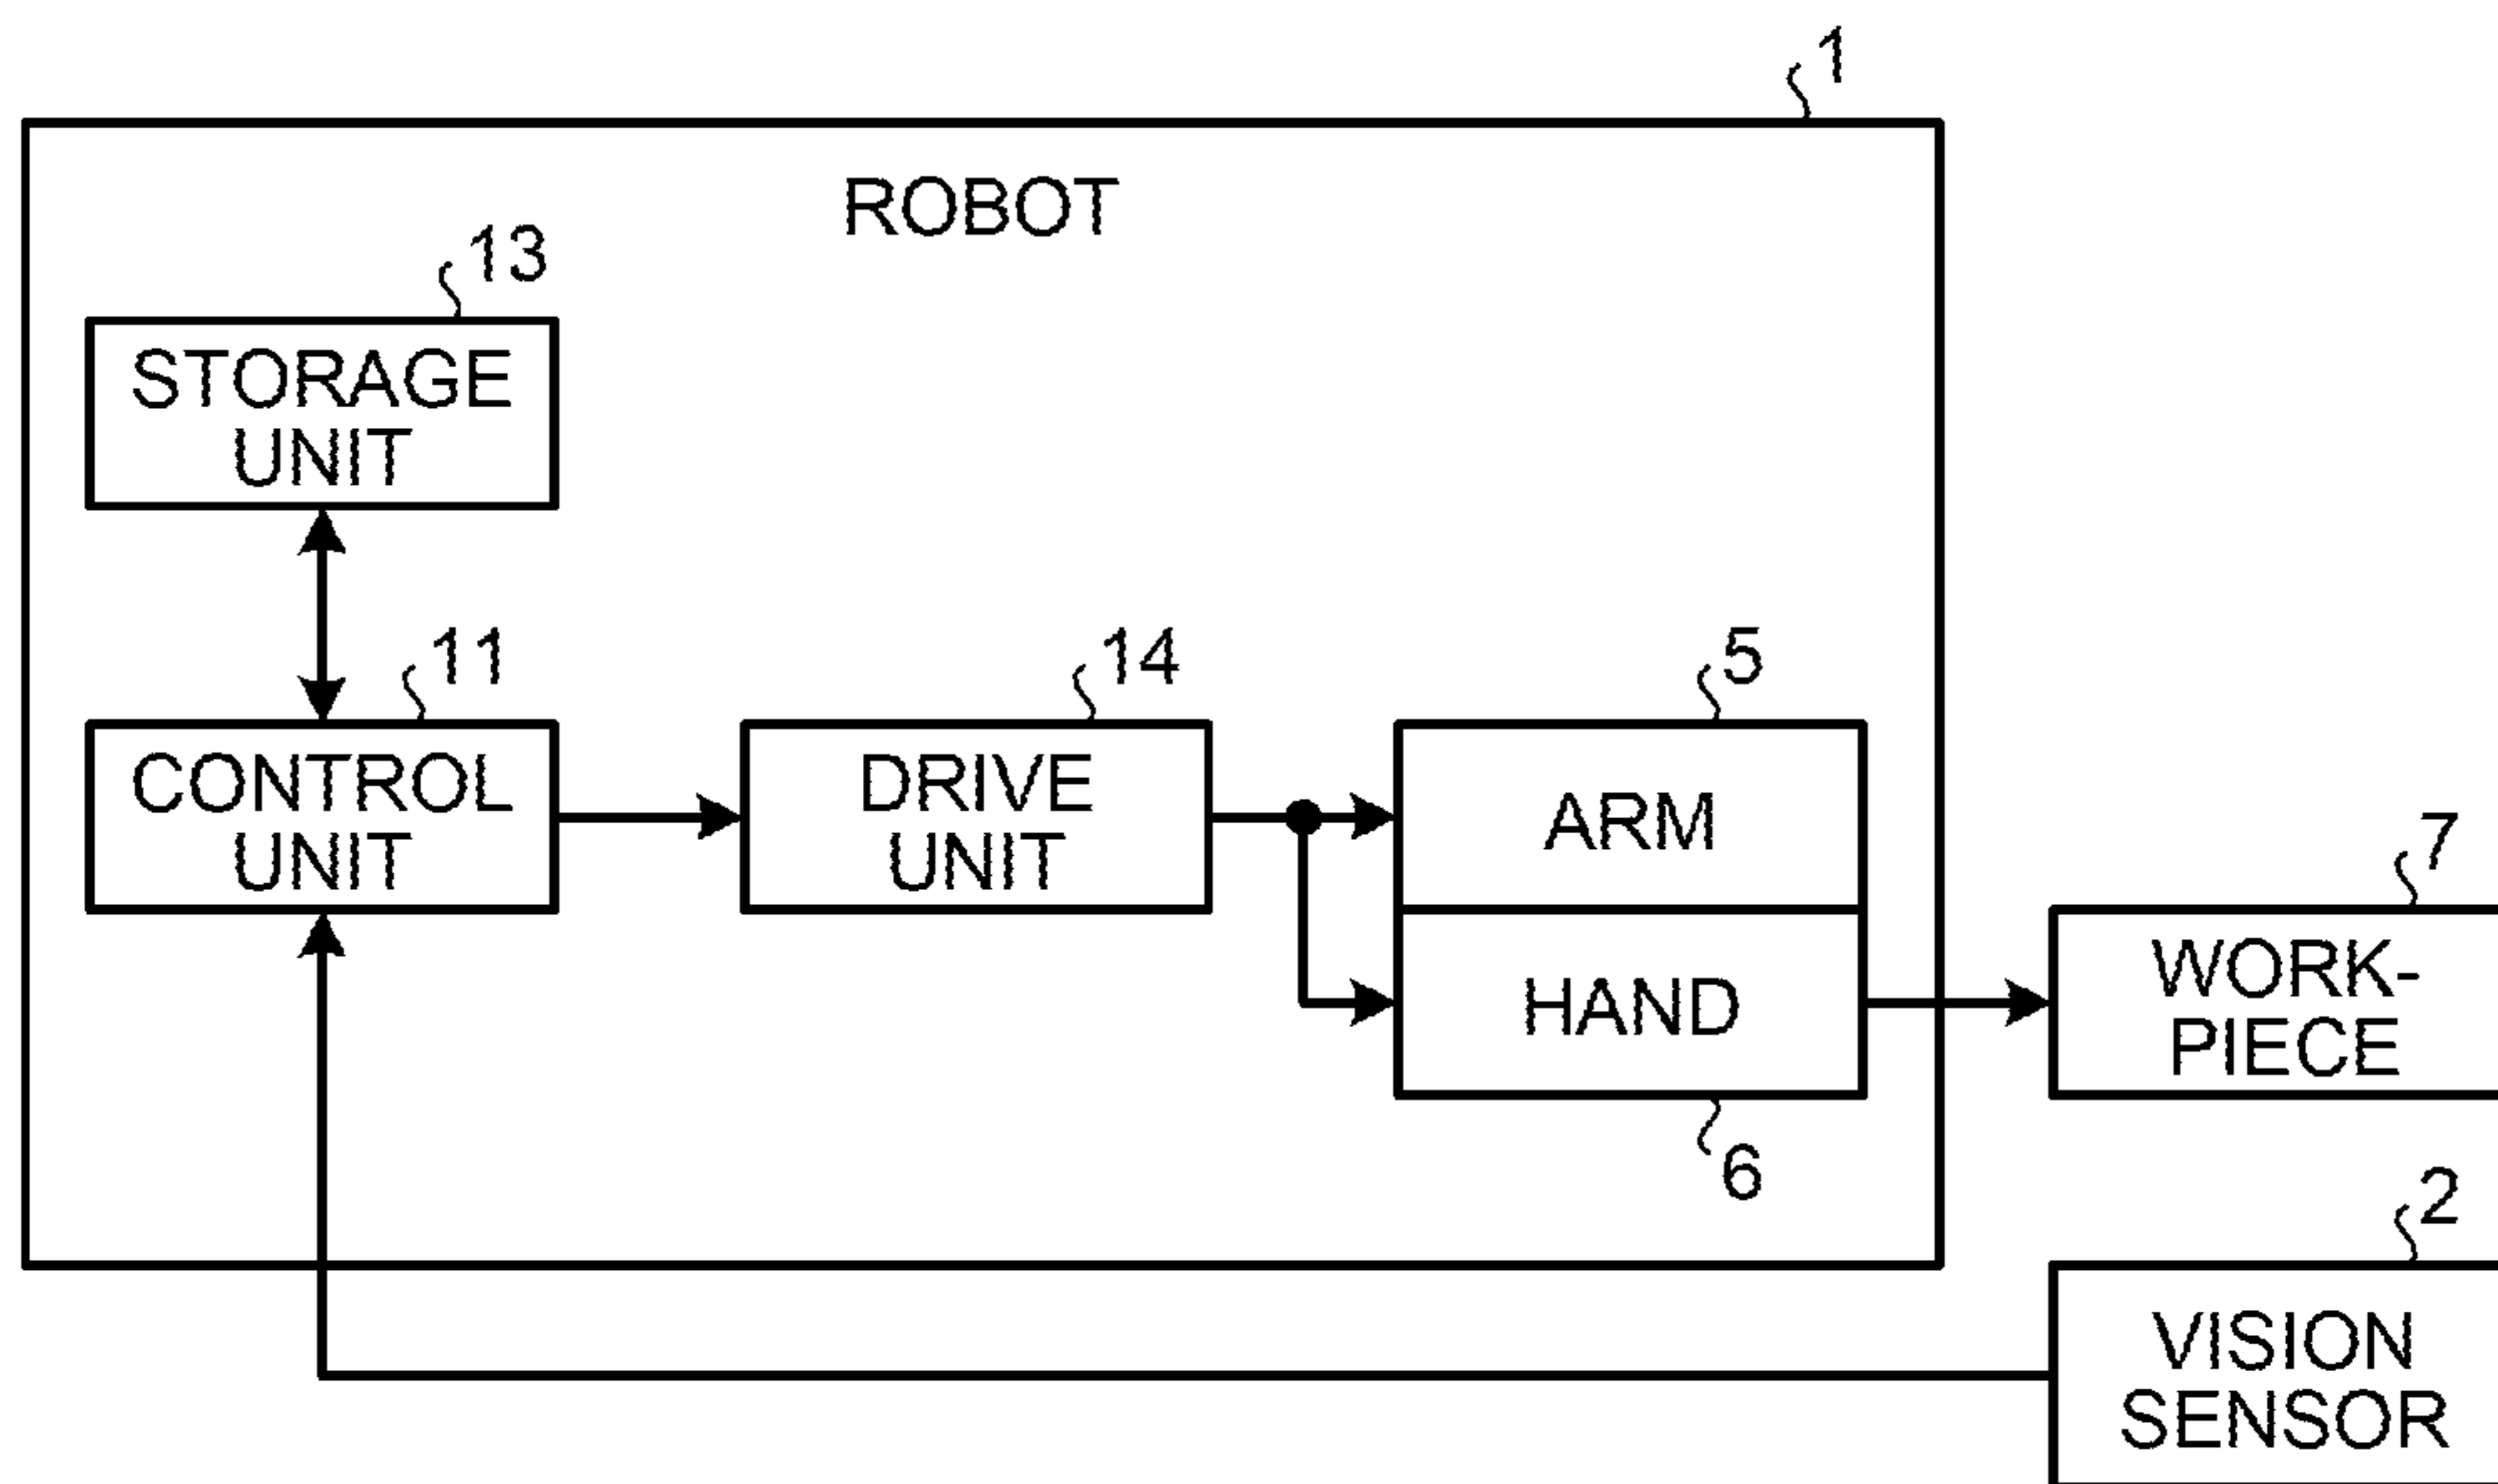 1
ROBOT
13
STORAGE
UNIT
11
CONTROL
UNIT
14
DRIVE
UNIT
5
ARM
HAND
6
7
WORK-
PIECE
2
VISION
SENSOR